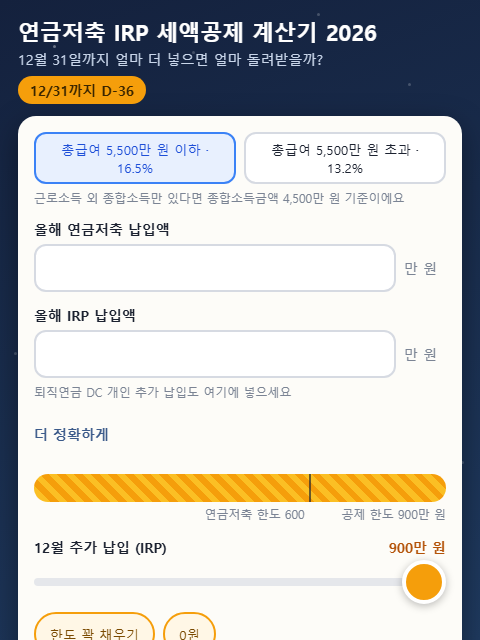 연금저축 IRP 세액공제 계산기 2026
12월 31일까지 얼마 더 넣으면 얼마 돌려받을까?
12/31까지 D-36
총급여 5,500만 원 이하 ·
16.5%
총급여 5,500만 원 초과 ·
13.2%
근로소득 외 종합소득만 있다면 종합소득금액 4,500만 원 기준이에요
올해 연금저축 납입액
만 원
올해 IRP 납입액
만 원
퇴직연금 DC 개인 추가 납입도 여기에 넣으세요
더 정확하게
연금저축 한도 600
공제 한도 900만 원
12월 추가 납입 (IRP)
900만 원
한도 꽉 채우기
0원